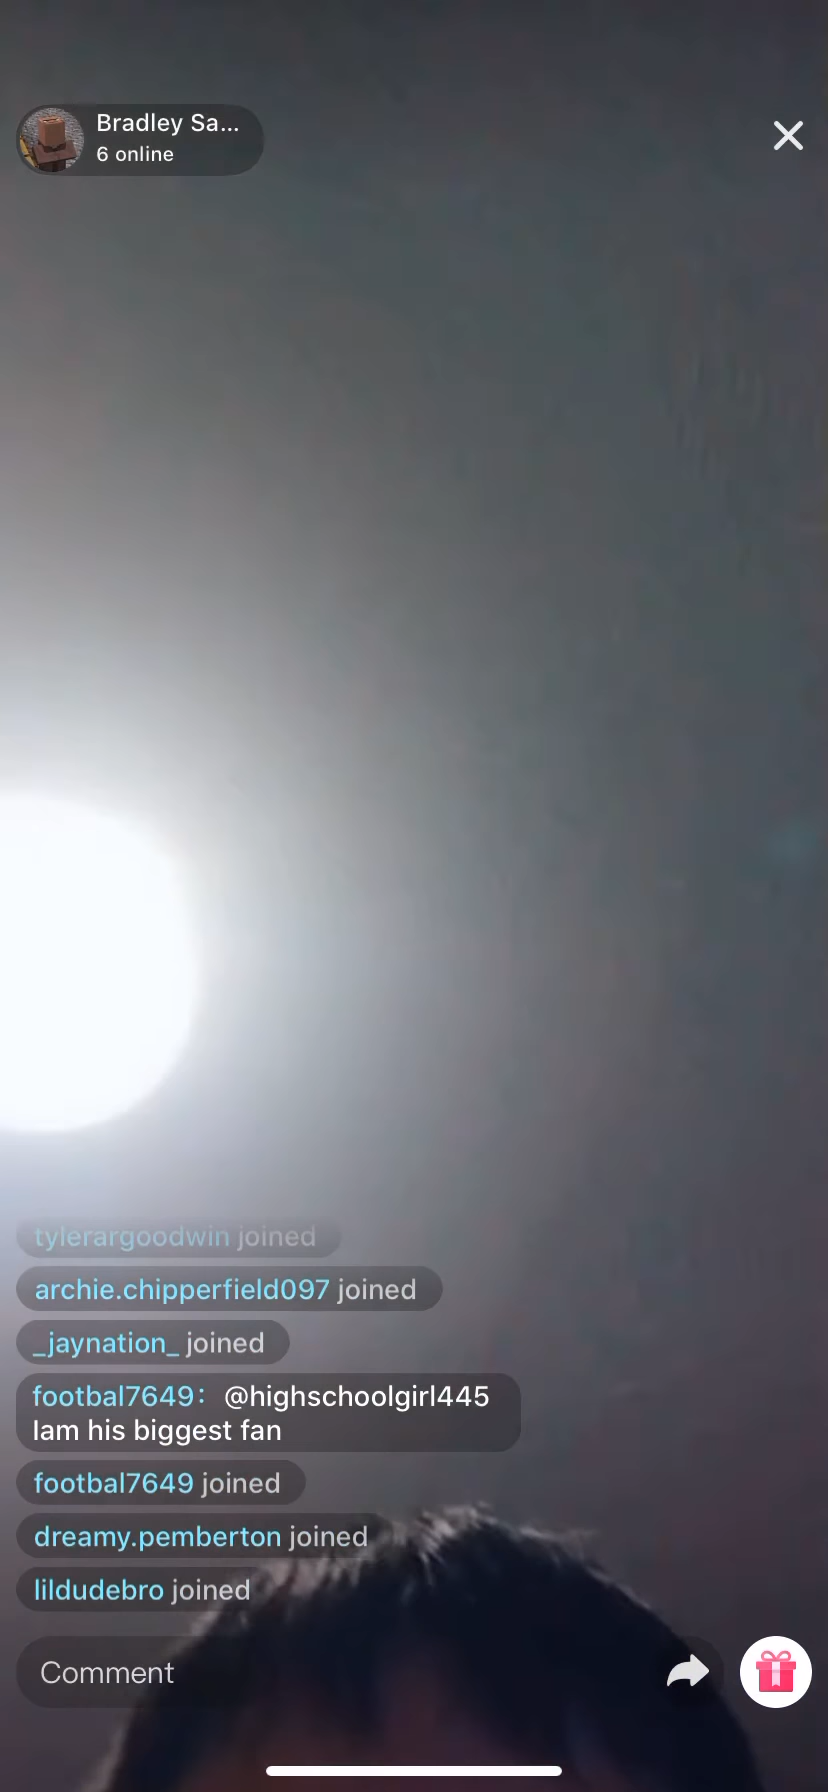 Bradley Sa...
6 online
tylerargoodwin joined
archie.chipperfield097 joined
_jaynation_ joined
footbal7649: @highschoolgirl445
Iam his biggest fan
footbal7649 joined
dreamy.pemberton joined
lildudebro joined
Comment